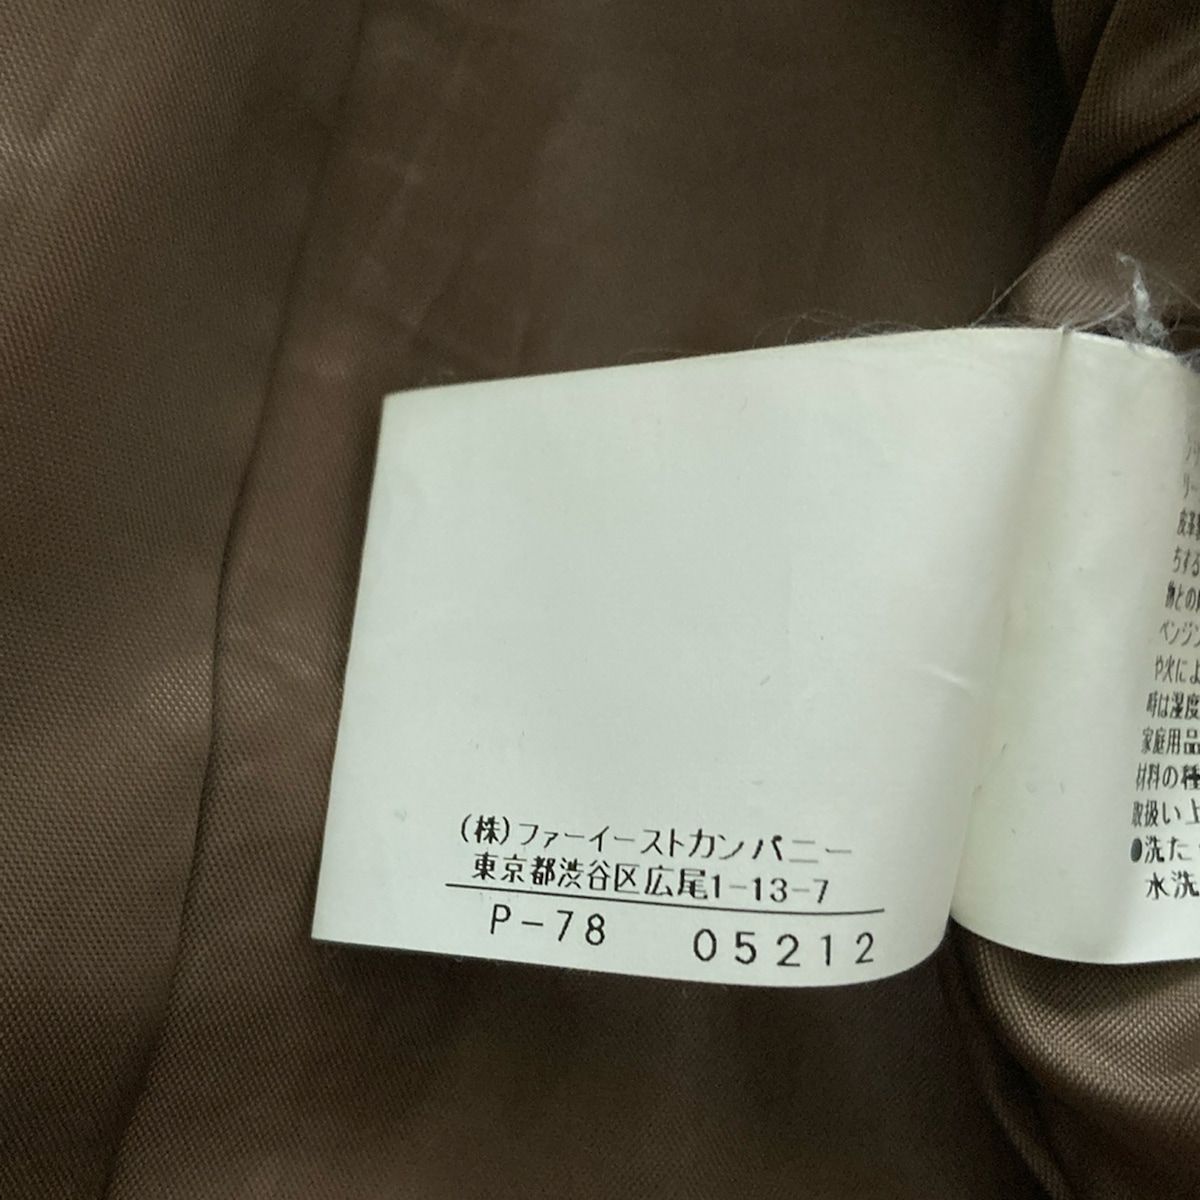 (株)ファーイーストカンパニー
東京都渋谷区広尾1-13-7
P-78 05212
リー
皮革
ちする
物との
ベンジン
や火によ
時は湿度
家庭用品
材料の種
取扱い上
●洗た
水洗